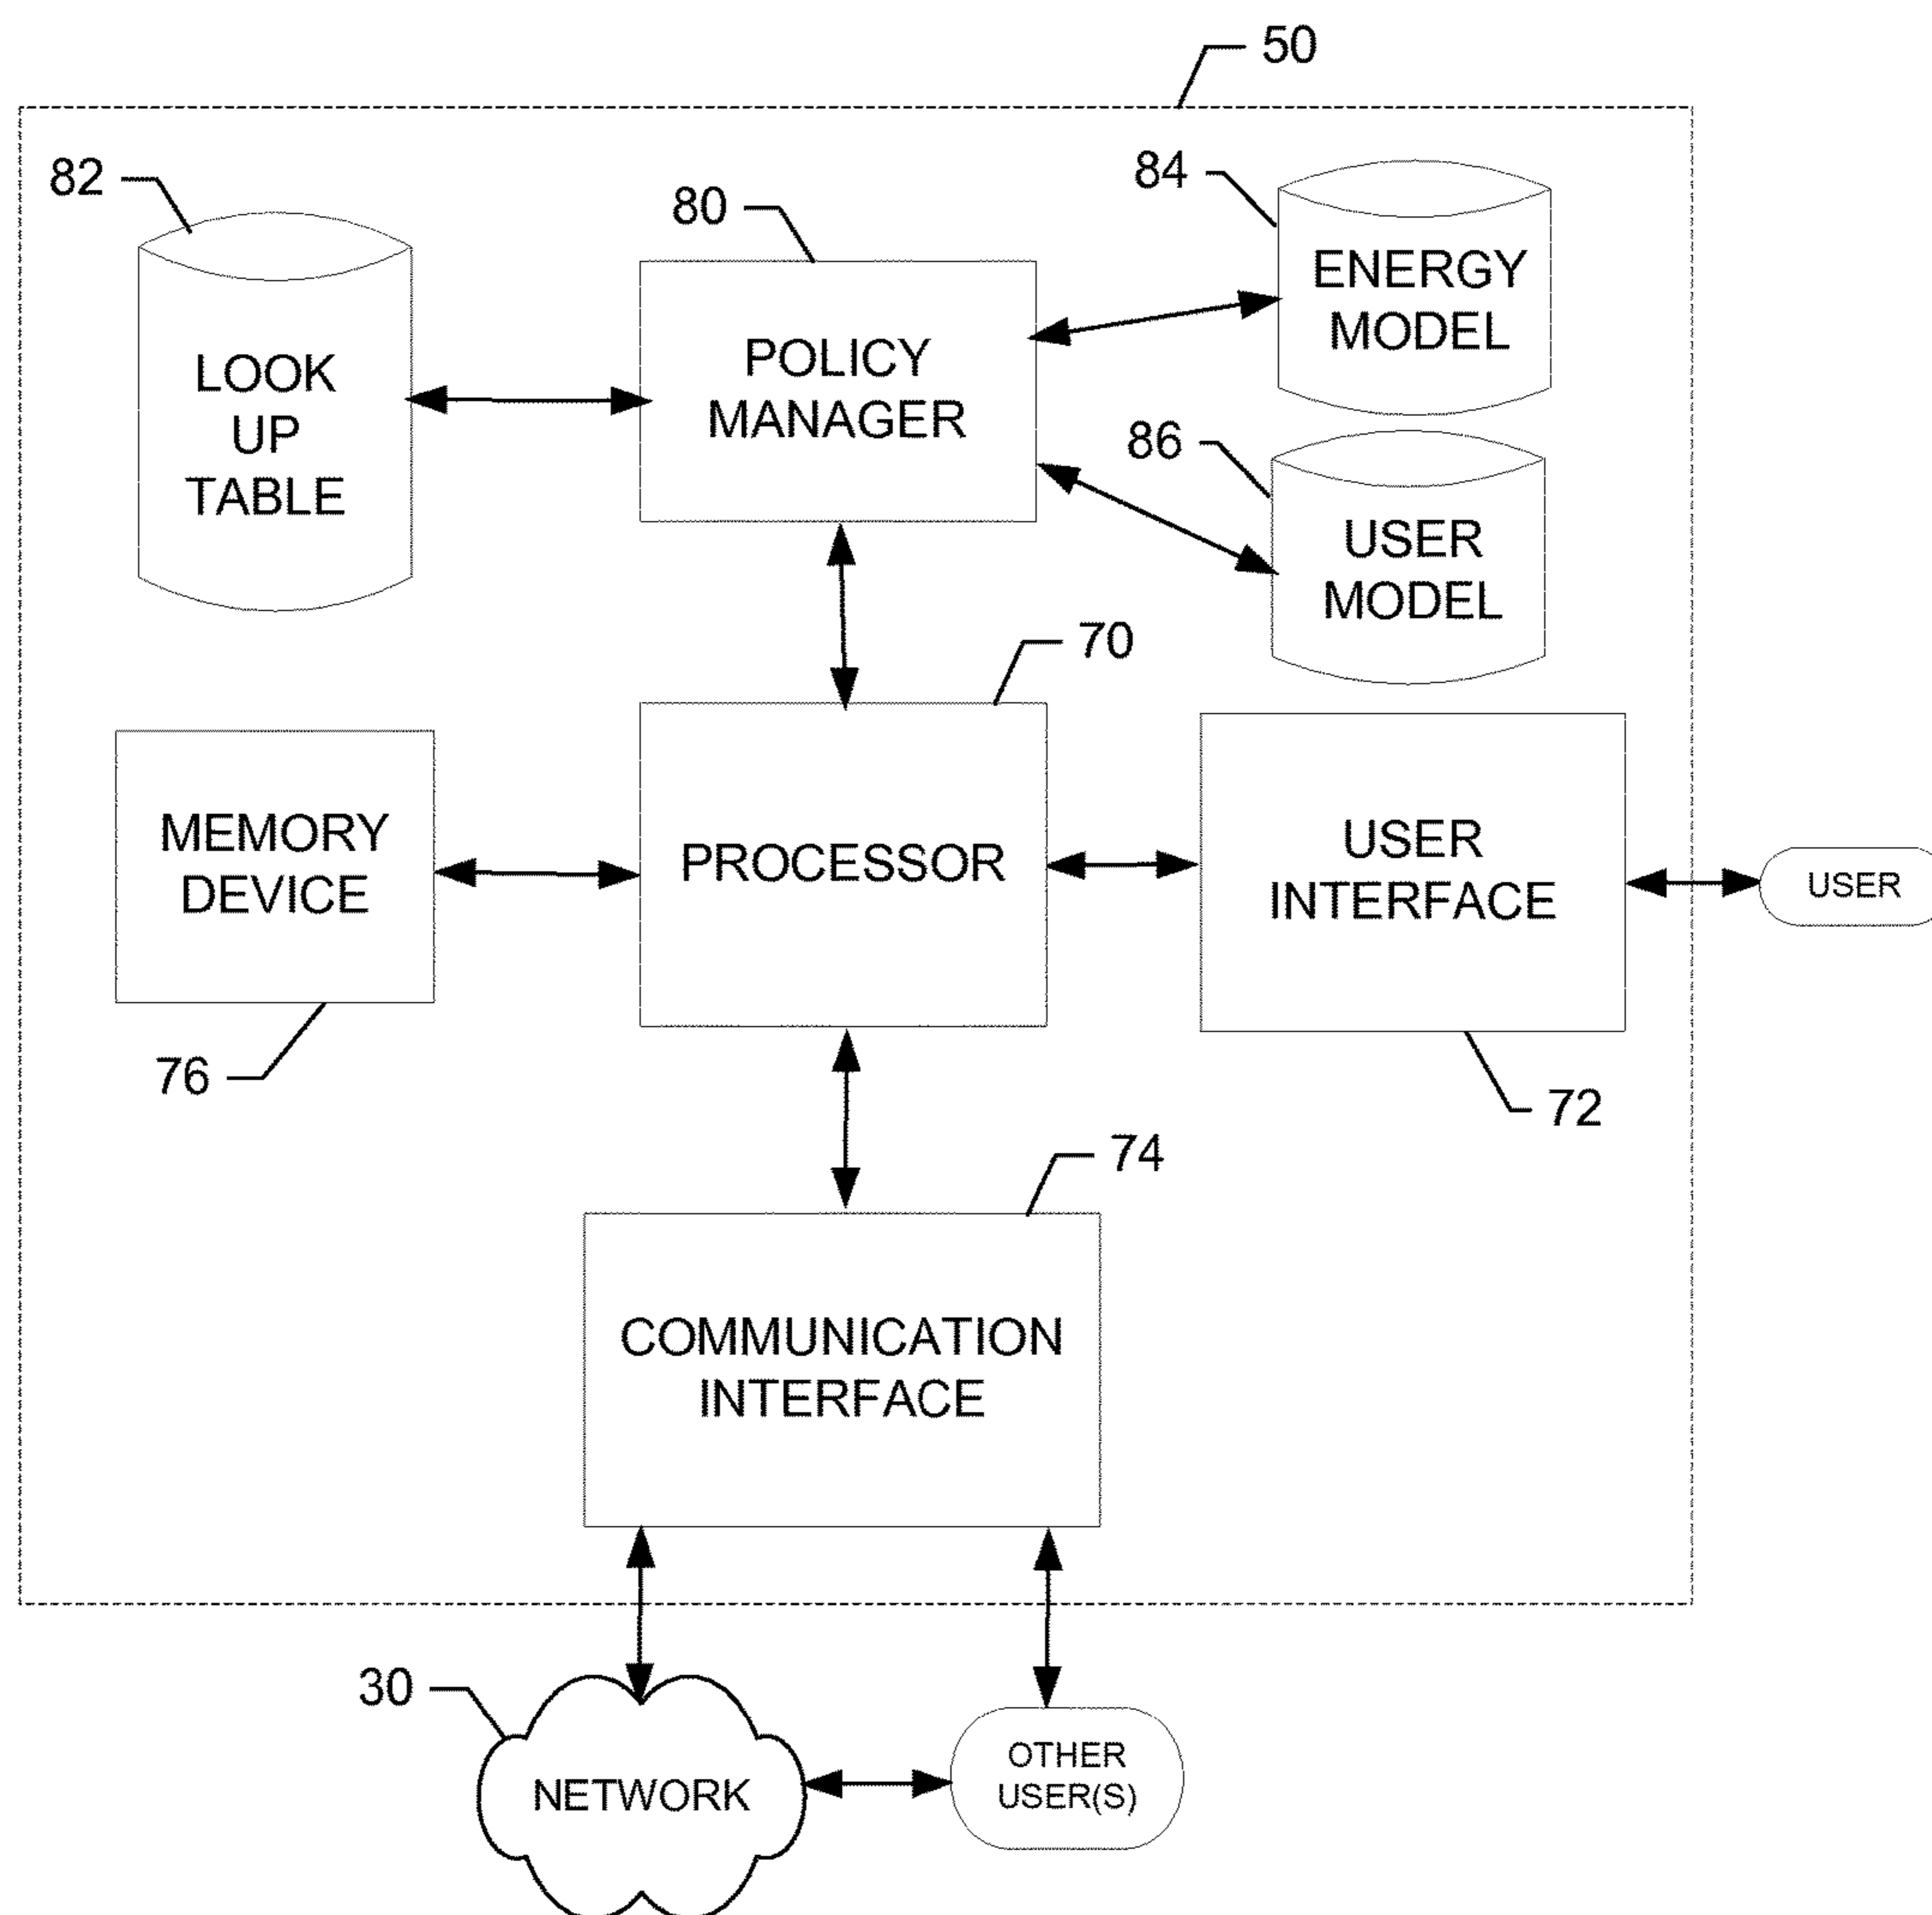 50
82
80
84
ENERGY
MODEL
LOOK
UP
TABLE
POLICY
MANAGER
86
USER
MODEL
70
MEMORY
DEVICE
PROCESSOR
USER
INTERFACE
USER
76
72
74
COMMUNICATION
INTERFACE
30
NETWORK
OTHER
USER(S)